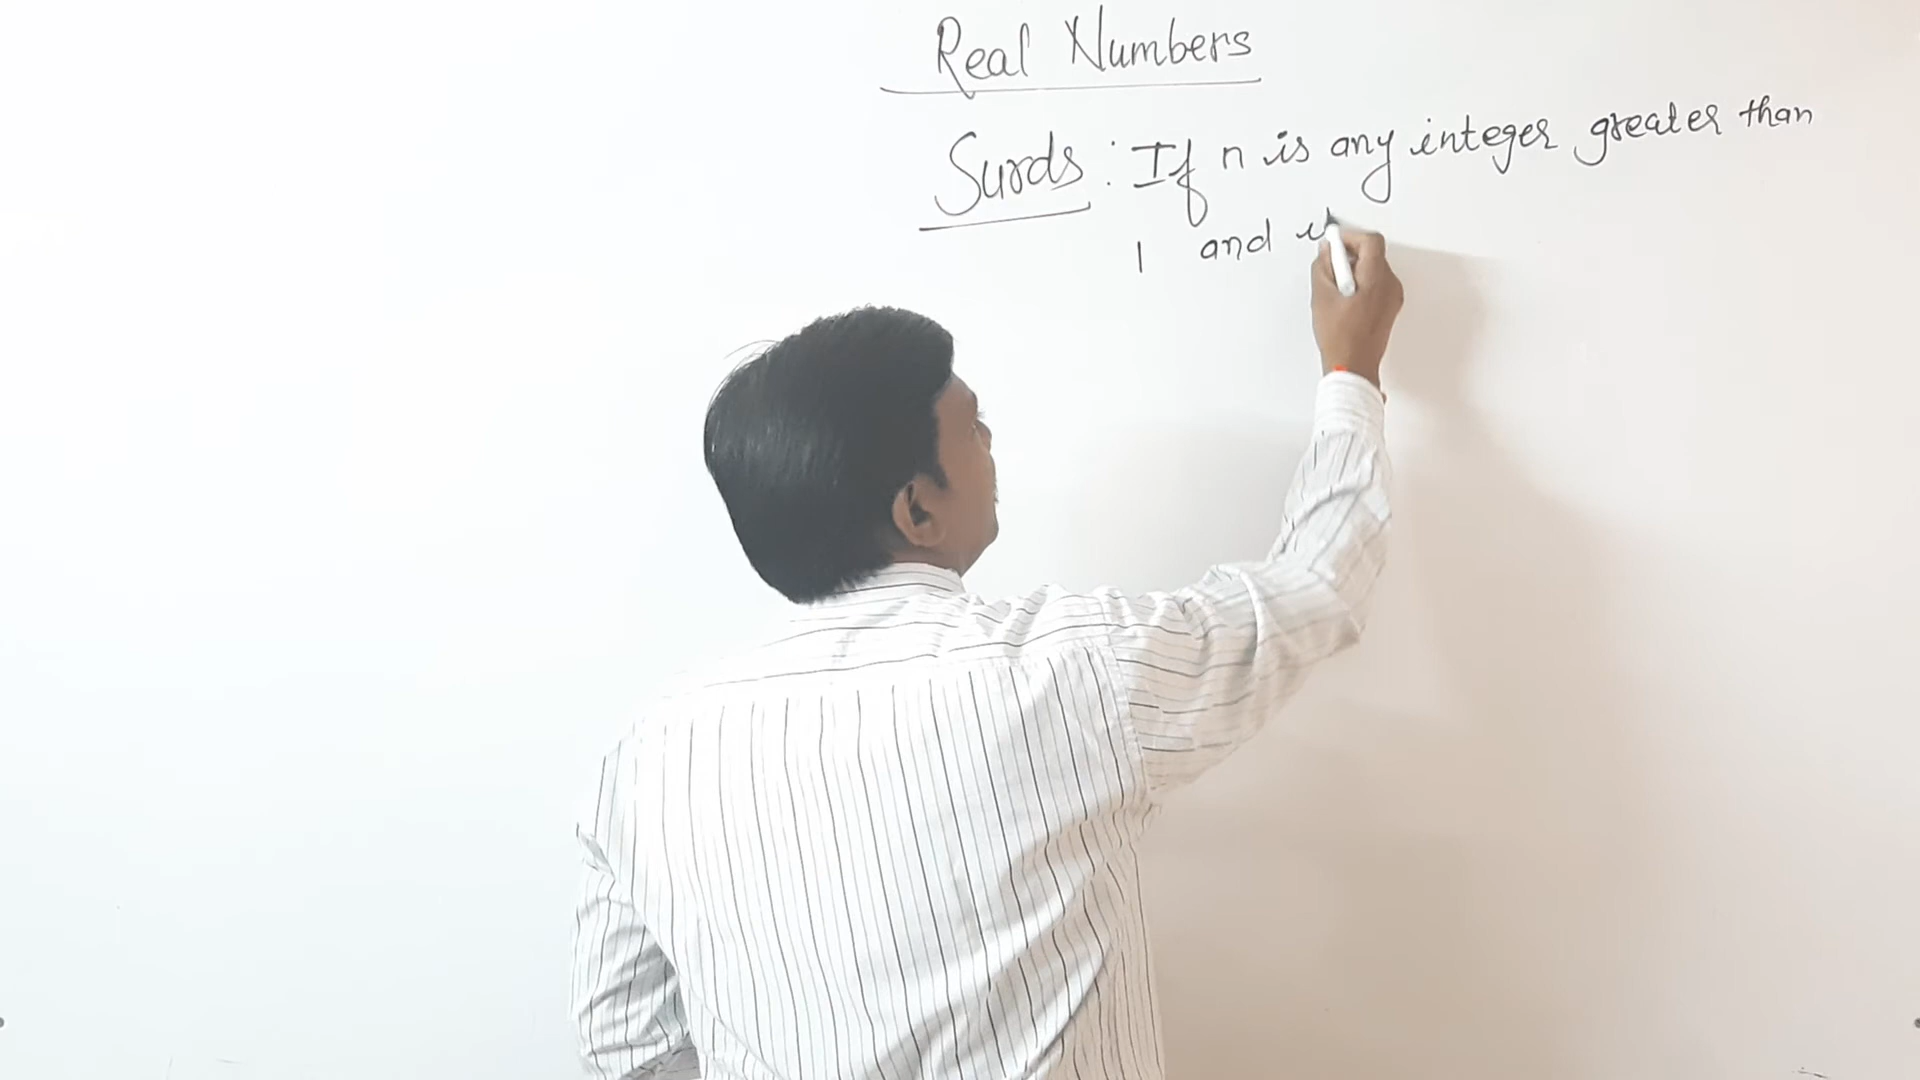 Real Numbers
Surds : If n is any integer greater than
1 and